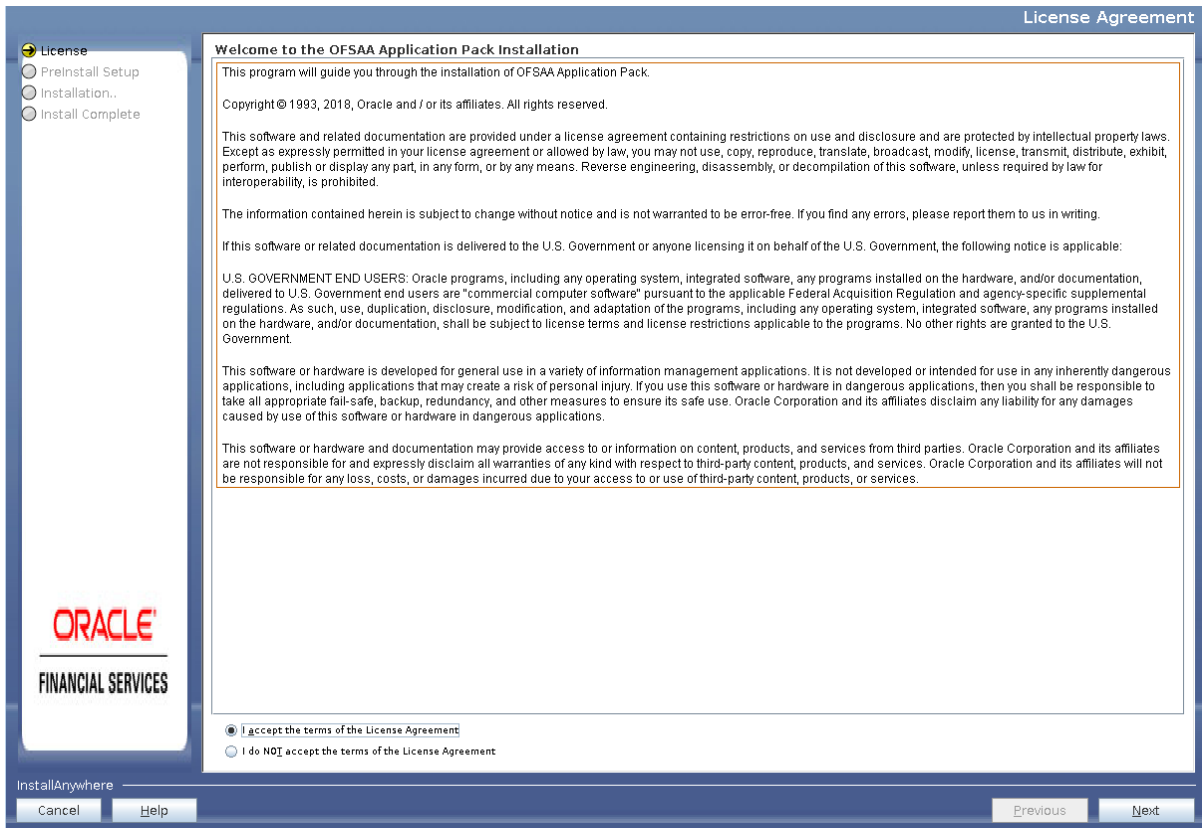 License Agreement
License
PreInstall Setup
Installation..
Install Complete
Welcome to the OFSAA Application Pack Installation
This program will guide you through the installation of OFSAA Application Pack.
Copyright © 1993, 2018, Oracle and / or its affiliates. All rights reserved.
This software and related documentation are provided under a license agreement containing restrictions on use and disclosure and are protected by intellectual property laws.
Except as expressly permitted in your license agreement or allowed by law, you may not use, copy, reproduce, translate, broadcast, modify, license, transmit, distribute, exhibit,
perform, publish or display any part, in any form, or by any means. Reverse engineering, disassembly, or decompilation of this software, unless required by law for
interoperability, is prohibited.
The information contained herein is subject to change without notice and is not warranted to be error-free. If you find any errors, please report them to us in writing.
If this software or related documentation is delivered to the U.S. Government or anyone licensing it on behalf of the U.S. Government, the following notice is applicable:
U.S. GOVERNMENT END USERS: Oracle programs, including any operating system, integrated software, any programs installed on the hardware, and/or documentation,
delivered to U.S. Government end users are "commercial computer software" pursuant to the applicable Federal Acquisition Regulation and agency-specific supplemental
regulations. As such, use, duplication, disclosure, modification, and adaptation of the programs, including any operating system, integrated software, any programs installed
on the hardware, and/or documentation, shall be subject to license terms and license restrictions applicable to the programs. No other rights are granted to the U.S.
Government.
This software or hardware is developed for general use in a variety of information management applications. It is not developed or intended for use in any inherently dangerous
applications, including applications that may create a risk of personal injury. If you use this software or hardware in dangerous applications, then you shall be responsible to
take all appropriate fail-safe, backup, redundancy, and other measures to ensure its safe use. Oracle Corporation and its affiliates disclaim any liability for any damages
caused by use of this software or hardware in dangerous applications.
This software or hardware and documentation may provide access to or information on content, products, and services from third parties. Oracle Corporation and its affiliates
are not responsible for and expressly disclaim all warranties of any kind with respect to third-party content, products, and services. Oracle Corporation and its affiliates will not
be responsible for any loss, costs, or damages incurred due to your access to or use of third-party content, products, or services.
ORACLE
FINANCIAL SERVICES
I accept the terms of the License Agreement
I do NOT accept the terms of the License Agreement
InstallAnywhere
Cancel
Help
Previous
Next